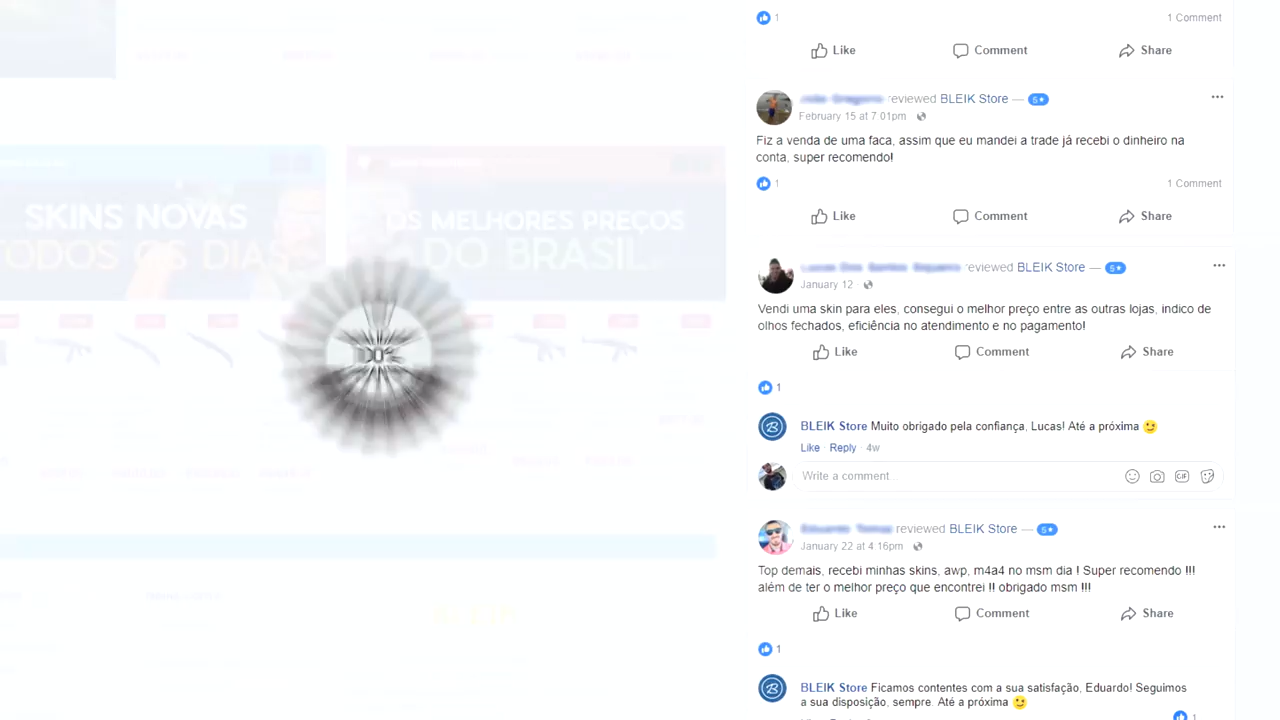 SKINS NOVAS
TODOS OS DIAS
OS MELHORES PREÇOS
DO BRASIL
1
1 Comment
Like Comment Share
reviewed BLEIK Store — 5★
February 15 at 7:01pm ·
Fiz a venda de uma faca, assim que eu mandei a trade já recebi o dinheiro na
conta, super recomendo!
1
1 Comment
Like Comment Share
reviewed BLEIK Store — 5★
January 12 ·
Vendi uma skin para eles, consegui o melhor preço entre as outras lojas, indico de
olhos fechados, eficiência no atendimento e no pagamento!
Like Comment Share
1
BLEIK Store Muito obrigado pela confiança, Lucas! Até a próxima 😉
Like · Reply · 4w
Write a comment...
GIF
reviewed BLEIK Store — 5★
January 22 at 4:16pm ·
Top demais, recebi minhas skins, awp, m4a4 no msm dia ! Super recomendo !!!
além de ter o melhor preço que encontrei !! obrigado msm !!!
Like Comment Share
1
BLEIK Store Ficamos contentes com a sua satisfação, Eduardo! Seguimos
a sua disposição, sempre. Até a próxima 😉
1